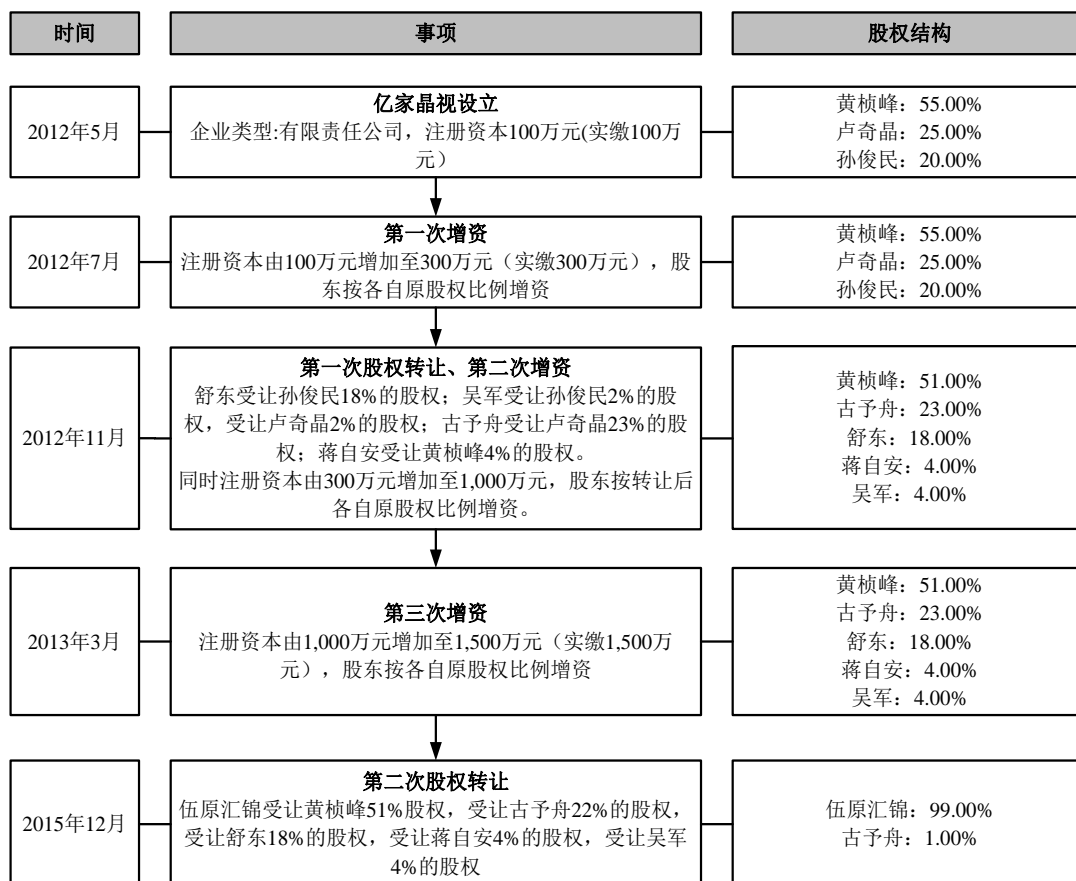 时间
事项
股权结构
2012年5月
亿家晶视设立
企业类型:有限责任公司，注册资本100万元(实缴100万
元）
黄桢峰：55.00%
卢奇晶：25.00%
孙俊民：20.00%
2012年7月
第一次增资
注册资本由100万元增加至300万元（实缴300万元），股
东按各自原股权比例增资
黄桢峰：55.00%
卢奇晶：25.00%
孙俊民：20.00%
2012年11月
第一次股权转让、第二次增资
舒东受让孙俊民18%的股权；吴军受让孙俊民2%的股
权，受让卢奇晶2%的股权；古予舟受让卢奇晶23%的股
权；蒋自安受让黄桢峰4%的股权。
同时注册资本由300万元增加至1,000万元，股东按转让后
各自原股权比例增资。
黄桢峰：51.00%
古予舟：23.00%
舒东：18.00%
蒋自安：4.00%
吴军：4.00%
2013年3月
第三次增资
注册资本由1,000万元增加至1,500万元（实缴1,500万
元），股东按各自原股权比例增资
黄桢峰：51.00%
古予舟：23.00%
舒东：18.00%
蒋自安：4.00%
吴军：4.00%
2015年12月
第二次股权转让
伍原汇锦受让黄桢峰51%股权，受让古予舟22%的股权，
受让舒东18%的股权，受让蒋自安4%的股权，受让吴军
4%的股权
伍原汇锦：99.00%
古予舟：1.00%